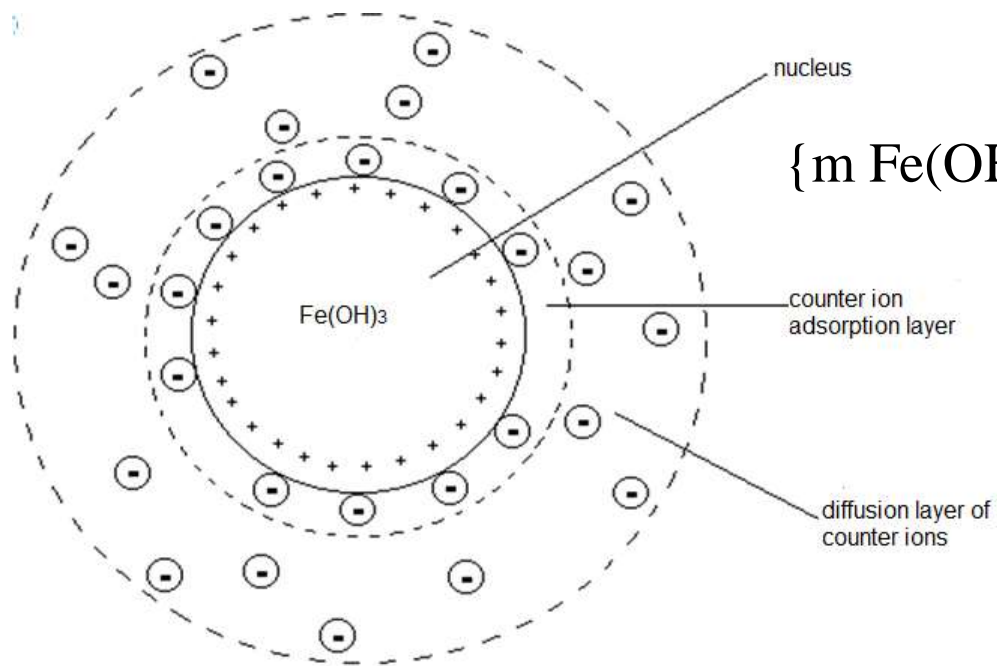 nucleus
{m Fe(OH
Fe(OH)3
counter ion
adsorption layer
diffusion layer of
counter ions